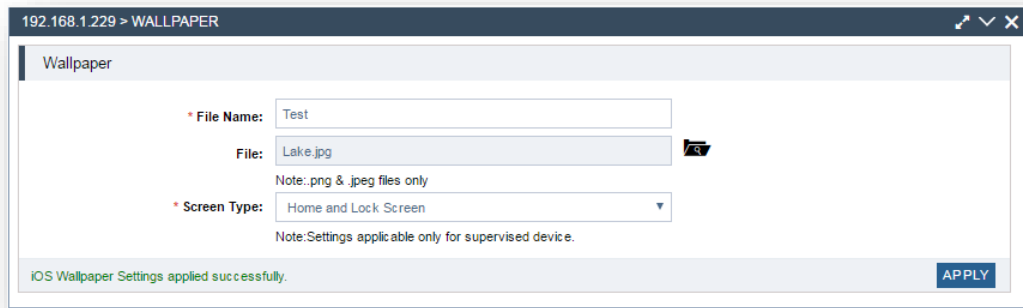 192.168.1.229 > WALLPAPER
Wallpaper
* File Name: Test
File: Lake.jpg
Note:.png & .jpeg files only
* Screen Type: Home and Lock Screen
Note:Settings applicable only for supervised device.
iOS Wallpaper Settings applied successfully. APPLY